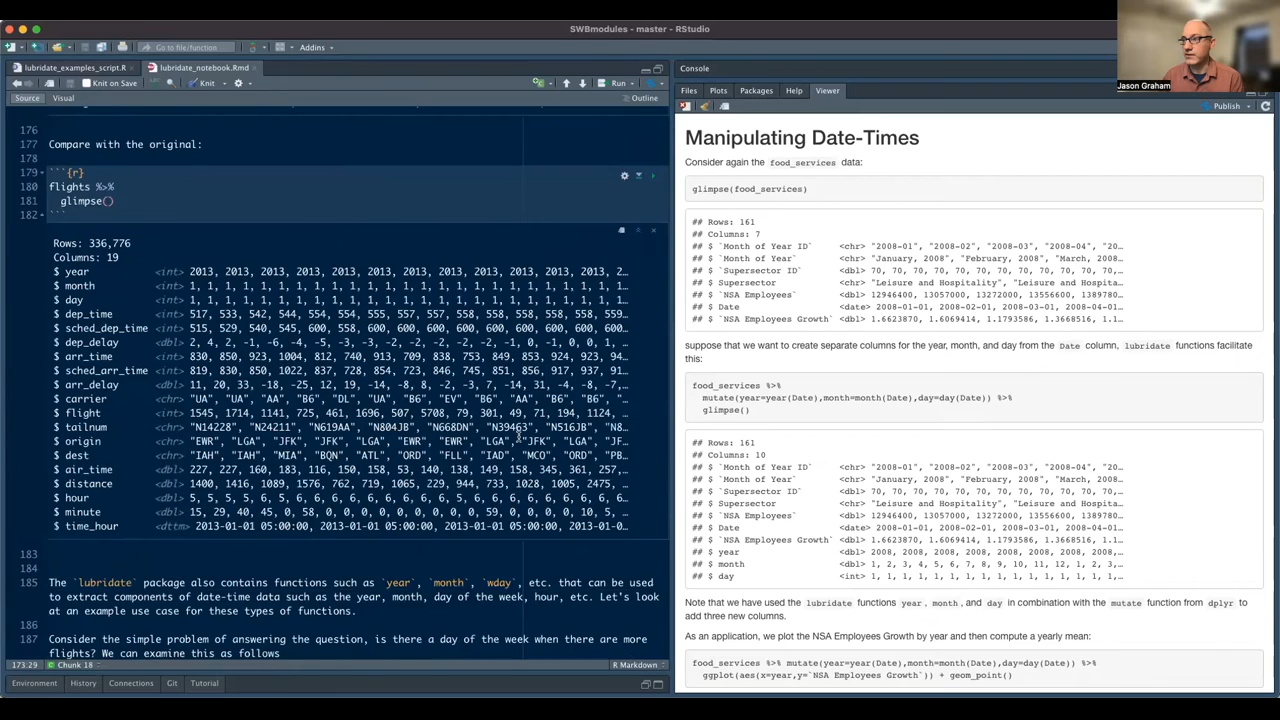 SWBmodules - master - RStudio
Go to file/function
Addins
lubridate_examples_script.R
lubridate_notebook.Rmd
Knit on Save
Knit
Run
Source
Visual
Outline
176
177 Compare with the original:
178
179 ```{r}
180 flights %>%
181   glimpse()
182 ```
Rows: 336,776
Columns: 19
$ year           <int> 2013, 2013, 2013, 2013, 2013, 2013, 2013, 2013, 2013, 2013, 2013, 2…
$ month          <int> 1, 1, 1, 1, 1, 1, 1, 1, 1, 1, 1, 1, 1, 1, 1, 1, 1, 1, 1, 1, 1, 1, 1, 1,…
$ day            <int> 1, 1, 1, 1, 1, 1, 1, 1, 1, 1, 1, 1, 1, 1, 1, 1, 1, 1, 1, 1, 1, 1, 1, 1,…
$ dep_time       <int> 517, 533, 542, 544, 554, 554, 555, 557, 557, 558, 558, 558, 558, 558, 559…
$ sched_dep_time <int> 515, 529, 540, 545, 600, 558, 600, 600, 600, 600, 600, 600, 600, 600,…
$ dep_delay      <dbl> 2, 4, 2, -1, -6, -4, -5, -3, -3, -2, -2, -2, -2, -2, -1, 0, -1, 0, 0, 1,…
$ arr_time       <int> 830, 850, 923, 1004, 812, 740, 913, 709, 838, 753, 849, 853, 924, 923, 94…
$ sched_arr_time <int> 819, 830, 850, 1022, 837, 728, 854, 723, 846, 745, 851, 856, 917, 937, 91…
$ arr_delay      <dbl> 11, 20, 33, -18, -25, 12, 19, -14, -8, 8, -2, -3, 7, -14, 31, -4, -8, -7,…
$ carrier        <chr> "UA", "UA", "AA", "B6", "DL", "UA", "B6", "EV", "B6", "AA", "B6", "B6", "…
$ flight         <int> 1545, 1714, 1141, 725, 461, 1696, 507, 5708, 79, 301, 49, 71, 194, 1124,…
$ tailnum        <chr> "N14228", "N24211", "N619AA", "N804JB", "N668DN", "N39463", "N516JB", "N8…
$ origin         <chr> "EWR", "LGA", "JFK", "JFK", "LGA", "EWR", "EWR", "LGA", "JFK", "LGA", "JF…
$ dest           <chr> "IAH", "IAH", "MIA", "BQN", "ATL", "ORD", "FLL", "IAD", "MCO", "ORD", "PB…
$ air_time       <dbl> 227, 227, 160, 183, 116, 150, 158, 53, 140, 138, 149, 158, 345, 361, 257,…
$ distance       <dbl> 1400, 1416, 1089, 1576, 762, 719, 1065, 229, 944, 733, 1028, 1005, 2475,…
$ hour           <dbl> 5, 5, 5, 5, 6, 5, 6, 6, 6, 6, 6, 6, 6, 6, 6,
$ minute         <dbl> 15, 29, 40, 45, 0, 58, 0, 0, 0, 0, 0, 0, 0, 0, 0, 59, 0, 0, 0, 0, 10, 5,
$ time_hour      <dttm> 2013-01-01 05:00:00, 2013-01-01 05:00:00, 2013-01-01 05:00:00, 2013-01-0…
183
184
185 The `lubridate` package also contains functions such as `year`, `month`, `wday`, etc. that can be used
to extract components of date-time data such as the year, month, day of the week, hour, etc. Let's look
at an example use case for these types of functions.
186
187 Consider the simple problem of answering the question, is there a day of the week when there are more
flights? We can examine this as follows
173:29
Chunk 18
R Markdown
Environment
History
Connections
Git
Tutorial
Console
Files
Plots
Packages
Help
Viewer
Publish
Jason Graham
Manipulating Date-Times
Consider again the food_services data:
glimpse(food_services)
## Rows: 161
## Columns: 7
## $ `Month of Year ID`     <chr> "2008-01", "2008-02", "2008-03", "2008-04", "20…
## $ `Month of Year`        <chr> "January, 2008", "February, 2008", "March, 2008…
## $ `Supersector ID`       <dbl> 70, 70, 70, 70, 70, 70, 70, 70, 70, 70, 70, 70,…
## $ Supersector            <chr> "Leisure and Hospitality", "Leisure and Hospita…
## $ `NSA Employees`        <dbl> 12946400, 13057000, 13272000, 13556600, 1389780…
## $ Date                   <date> 2008-01-01, 2008-02-01, 2008-03-01, 2008-04-01…
## $ `NSA Employees Growth` <dbl> 1.6623870, 1.6069414, 1.1793586, 1.3668516, 1.1…
suppose that we want to create separate columns for the year, month, and day from the Date column, lubridate functions facilitate
this:
food_services %>%
  mutate(year=year(Date),month=month(Date),day=day(Date)) %>%
  glimpse()
## Rows: 161
## Columns: 10
## $ `Month of Year ID`     <chr> "2008-01", "2008-02", "2008-03", "2008-04", "20…
## $ `Month of Year`        <chr> "January, 2008", "February, 2008", "March, 2008…
## $ `Supersector ID`       <dbl> 70, 70, 70, 70, 70, 70, 70, 70, 70, 70, 70, 70,…
## $ Supersector            <chr> "Leisure and Hospitality", "Leisure and Hospita…
## $ `NSA Employees`        <dbl> 12946400, 13057000, 13272000, 13556600, 1389780…
## $ Date                   <date> 2008-01-01, 2008-02-01, 2008-03-01, 2008-04-01…
## $ `NSA Employees Growth` <dbl> 1.6623870, 1.6069414, 1.1793586, 1.3668516, 1.1…
## $ year                   <dbl> 2008, 2008, 2008, 2008, 2008, 2008, 2008, 2008,…
## $ month                  <dbl> 1, 2, 3, 4, 5, 6, 7, 8, 9, 10, 11, 12, 1, 2, 3,…
## $ day                    <int> 1, 1, 1, 1, 1, 1, 1, 1, 1, 1, 1, 1, 1, 1, 1, 1,…
Note that we have used the lubridate functions year, month, and day in combination with the mutate function from dplyr to
add three new columns.
As an application, we plot the NSA Employees Growth by year and then compute a yearly mean:
food_services %>% mutate(year=year(Date),month=month(Date),day=day(Date)) %>%
  ggplot(aes(x=year,y=`NSA Employees Growth`)) + geom_point()